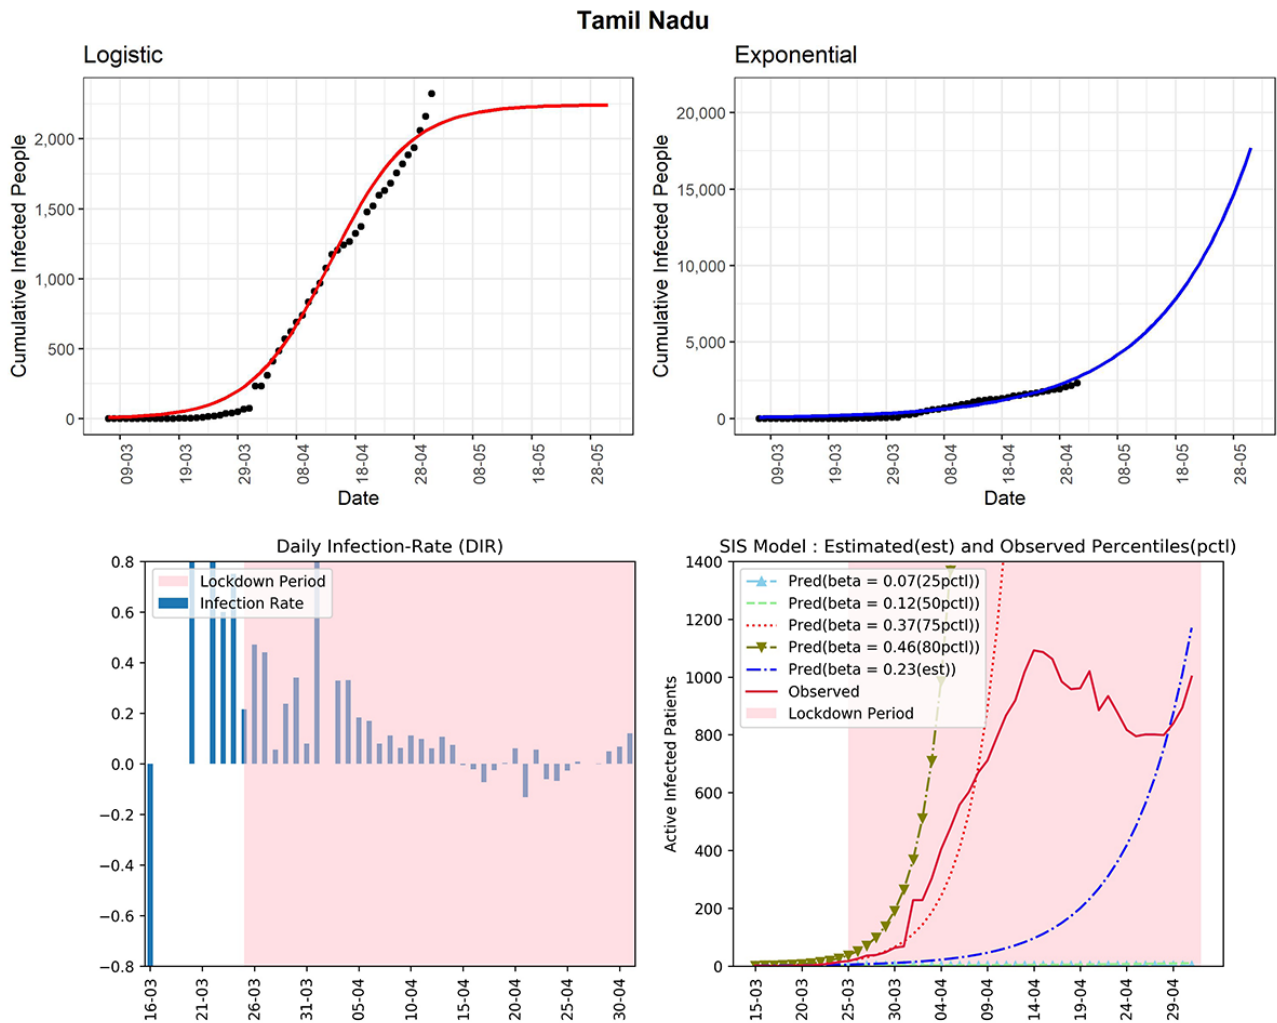 Tamil Nadu
Logistic
Cumulative Infected People
2,000
1,500
1,000
500
0
09-03 19-03 29-03 08-04 18-04 28-04 08-05 18-05 28-05
Date
Exponential
Cumulative Infected People
20,000
15,000
10,000
5,000
0
09-03 19-03 29-03 08-04 18-04 28-04 08-05 18-05 28-05
Date
Daily Infection-Rate (DIR)
Lockdown Period
Infection Rate
0.8
0.6
0.4
0.2
0.0
−0.2
−0.4
−0.6
−0.8
16-03 21-03 26-03 31-03 05-04 10-04 15-04 20-04 25-04 30-04
SIS Model : Estimated(est) and Observed Percentiles(pctl)
Pred(beta = 0.07(25pctl))
Pred(beta = 0.12(50pctl))
Pred(beta = 0.37(75pctl))
Pred(beta = 0.46(80pctl))
Pred(beta = 0.23(est))
Observed
Lockdown Period
Active Infected Patients
1400
1200
1000
800
600
400
200
0
15-03 20-03 25-03 30-03 04-04 09-04 14-04 19-04 24-04 29-04